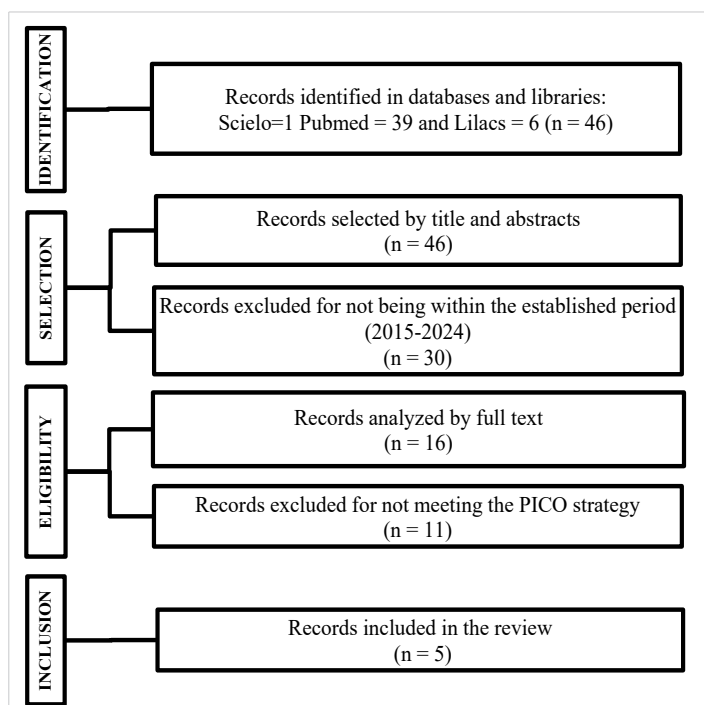 IDENTIFICATION
Records identified in databases and libraries:
Scielo=1 Pubmed = 39 and Lilacs = 6 (n = 46)
SELECTION
Records selected by title and abstracts
(n = 46)
Records excluded for not being within the established period
(2015-2024)
(n = 30)
ELIGIBILITY
Records analyzed by full text
(n = 16)
Records excluded for not meeting the PICO strategy
(n = 11)
INCLUSION
Records included in the review
(n = 5)